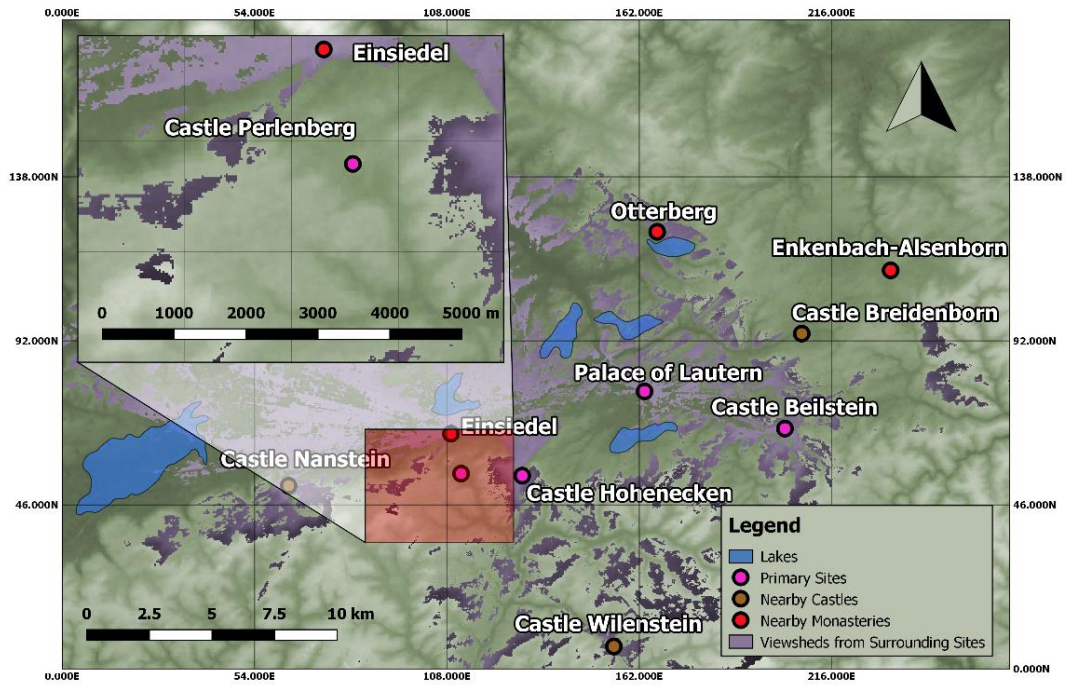 0.000E
54.000E
108.000E
162.000E
216.000E
Einsiedel
Castle Perlenberg
0 1000 2000 3000 4000 5000 m
138.000N
138.000N
Otterberg
Enkenbach-Alsenborn
Castle Breidenborn
92.000N
92.000N
Palace of Lautern
Castle Beilstein
Einsiedel
Castle Nanstein
Castle Hohenecken
46.000N
46.000N
Legend
Lakes
Primary Sites
Nearby Castles
Nearby Monasteries
Viewsheds from Surrounding Sites
0 2.5 5 7.5 10 km
Castle Wilenstein
0.000N
0.000E
54.000E
108.000E
162.000E
216.000E